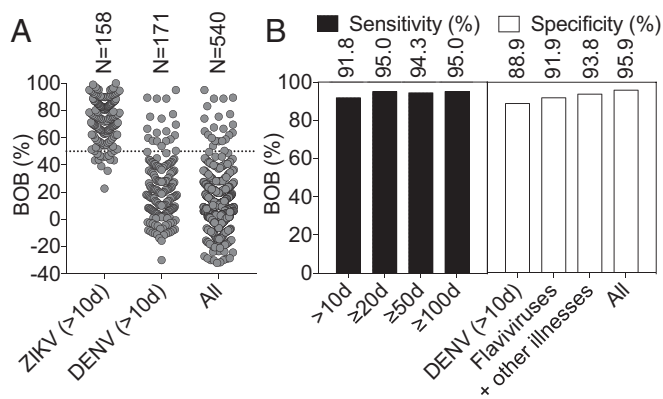 A
N=158
N=171
N=540
BOB (%)
100
80
60
40
20
0
-20
-40
ZIKV (>10d)
DENV (>10d)
All
B
Sensitivity (%)
Specificity (%)
91.8
95.0
94.3
95.0
88.9
91.9
93.8
95.9
BOB (%)
100
80
60
40
20
0
>10d
≥20d
≥50d
≥100d
DENV (>10d)
Flaviviruses
+ other illnesses
All